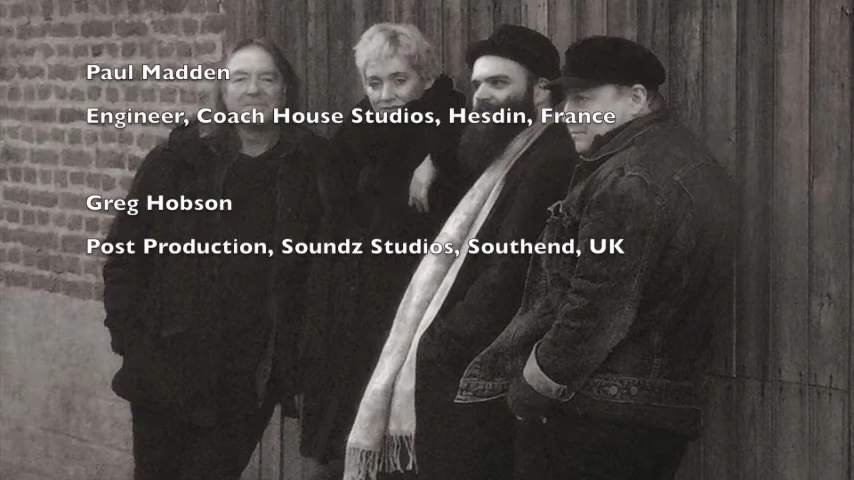 Paul Madden
Engineer, Coach House Studios, Hesdin, France
Greg Hobson
Post Production, Soundz Studios, Southend, UK